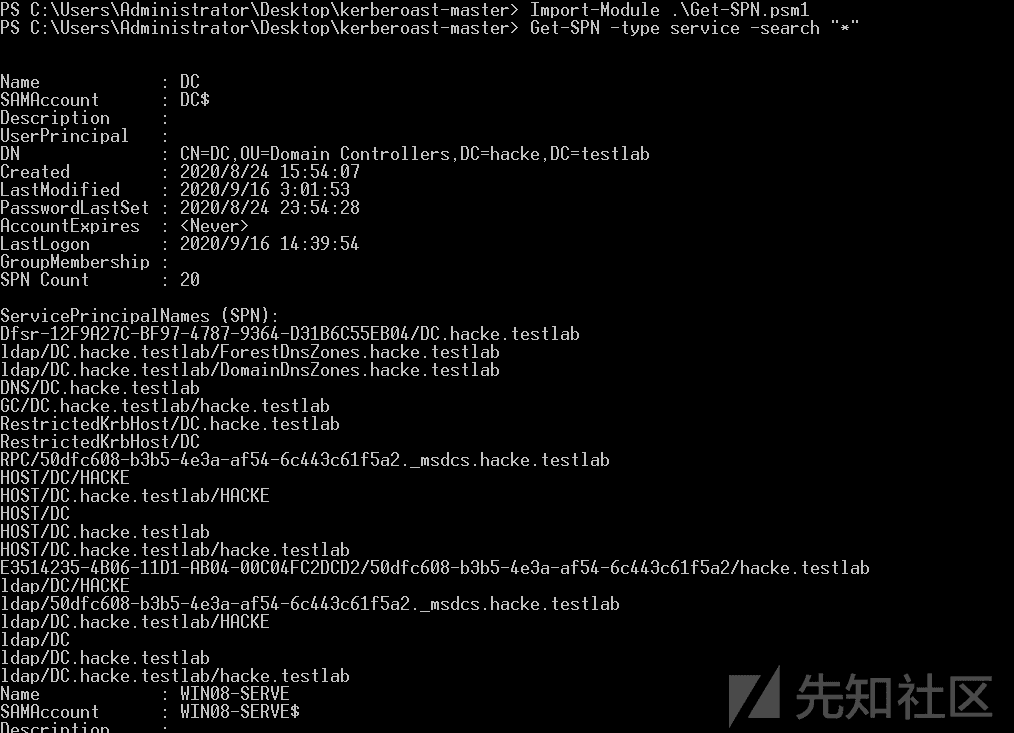 PS C:\Users\Administrator\Desktop\kerberoast-master> Import-Module .\Get-SPN.psm1
PS C:\Users\Administrator\Desktop\kerberoast-master> Get-SPN -type service -search "*"
Name : DC
SAMAccount : DC$
Description :
UserPrincipal :
DN : CN=DC,OU=Domain Controllers,DC=hacke,DC=testlab
Created : 2020/8/24 15:54:07
LastModified : 2020/9/16 3:01:53
PasswordLastSet : 2020/8/24 23:54:28
AccountExpires : <Never>
LastLogon : 2020/9/16 14:39:54
GroupMembership :
SPN Count : 20
ServicePrincipalNames (SPN):
Dfsr-12F9A27C-BF97-4787-9364-D31B6C55EB04/DC.hacke.testlab
ldap/DC.hacke.testlab/ForestDnsZones.hacke.testlab
ldap/DC.hacke.testlab/DomainDnsZones.hacke.testlab
DNS/DC.hacke.testlab
GC/DC.hacke.testlab/hacke.testlab
RestrictedKrbHost/DC.hacke.testlab
RestrictedKrbHost/DC
RPC/50dfc608-b3b5-4e3a-af54-6c443c61f5a2._msdcs.hacke.testlab
HOST/DC/HACKE
HOST/DC.hacke.testlab/HACKE
HOST/DC
HOST/DC.hacke.testlab
HOST/DC.hacke.testlab/hacke.testlab
E3514235-4B06-11D1-AB04-00C04FC2DCD2/50dfc608-b3b5-4e3a-af54-6c443c61f5a2/hacke.testlab
ldap/DC/HACKE
ldap/50dfc608-b3b5-4e3a-af54-6c443c61f5a2._msdcs.hacke.testlab
ldap/DC.hacke.testlab/HACKE
ldap/DC
ldap/DC.hacke.testlab
ldap/DC.hacke.testlab/hacke.testlab
Name : WIN08-SERVE
SAMAccount : WIN08-SERVE$
Description :
先知社区